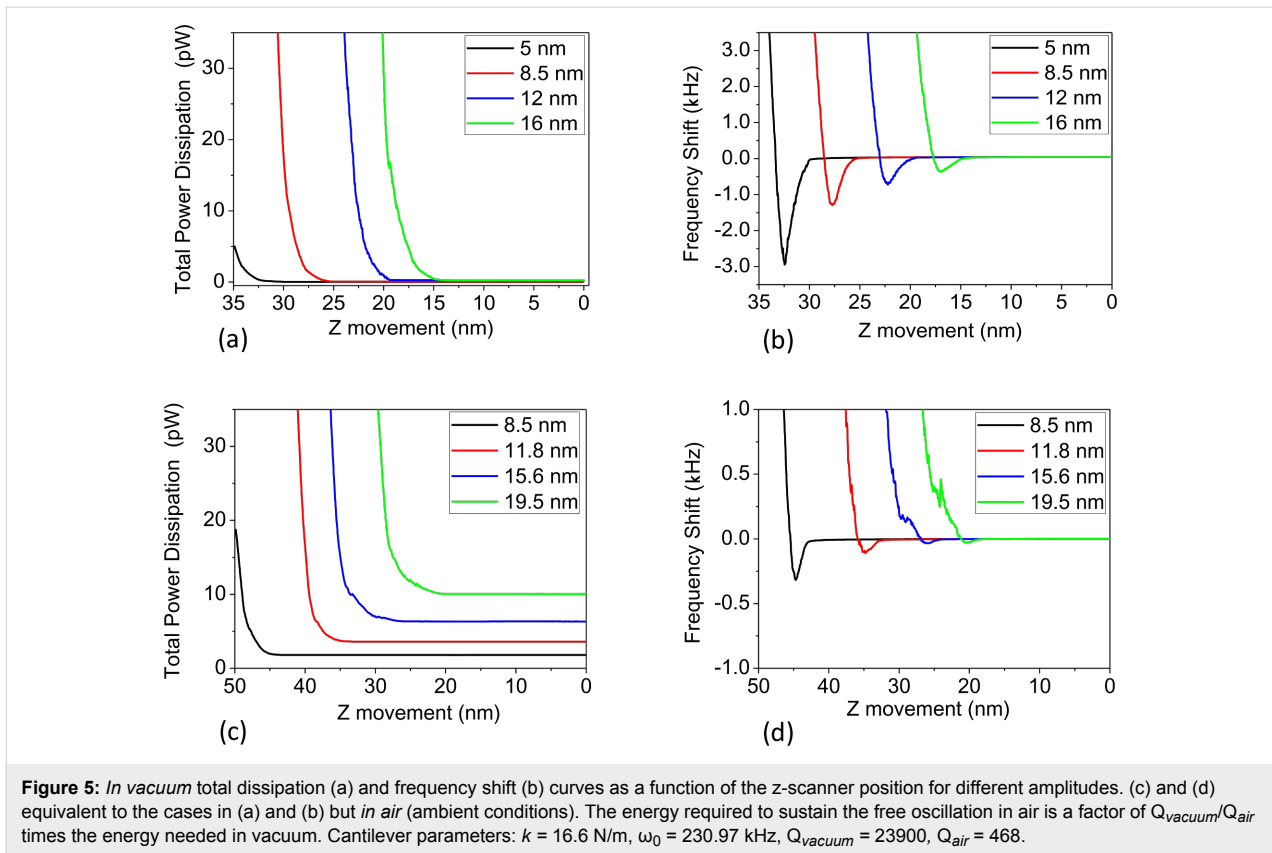 Total Power Dissipation (pW)
30
20
10
0
35 30 25 20 15 10 5 0
Z movement (nm)
5 nm
8.5 nm
12 nm
16 nm
(a)
Frequency Shift (kHz)
3.0
2.0
1.0
0.0
-1.0
-2.0
-3.0
35 30 25 20 15 10 5 0
Z movement (nm)
5 nm
8.5 nm
12 nm
16 nm
(b)
Total Power Dissipation (pW)
30
20
10
0
50 40 30 20 10 0
Z movement (nm)
8.5 nm
11.8 nm
15.6 nm
19.5 nm
(c)
Frequency Shift (kHz)
1.0
0.5
0.0
-0.5
-1.0
50 40 30 20 10 0
Z movement (nm)
8.5 nm
11.8 nm
15.6 nm
19.5 nm
(d)
Figure 5: In vacuum total dissipation (a) and frequency shift (b) curves as a function of the z-scanner position for different amplitudes. (c) and (d)
equivalent to the cases in (a) and (b) but in air (ambient conditions). The energy required to sustain the free oscillation in air is a factor of Qvacuum/Qair
times the energy needed in vacuum. Cantilever parameters: k = 16.6 N/m, ω0 = 230.97 kHz, Qvacuum = 23900, Qair = 468.